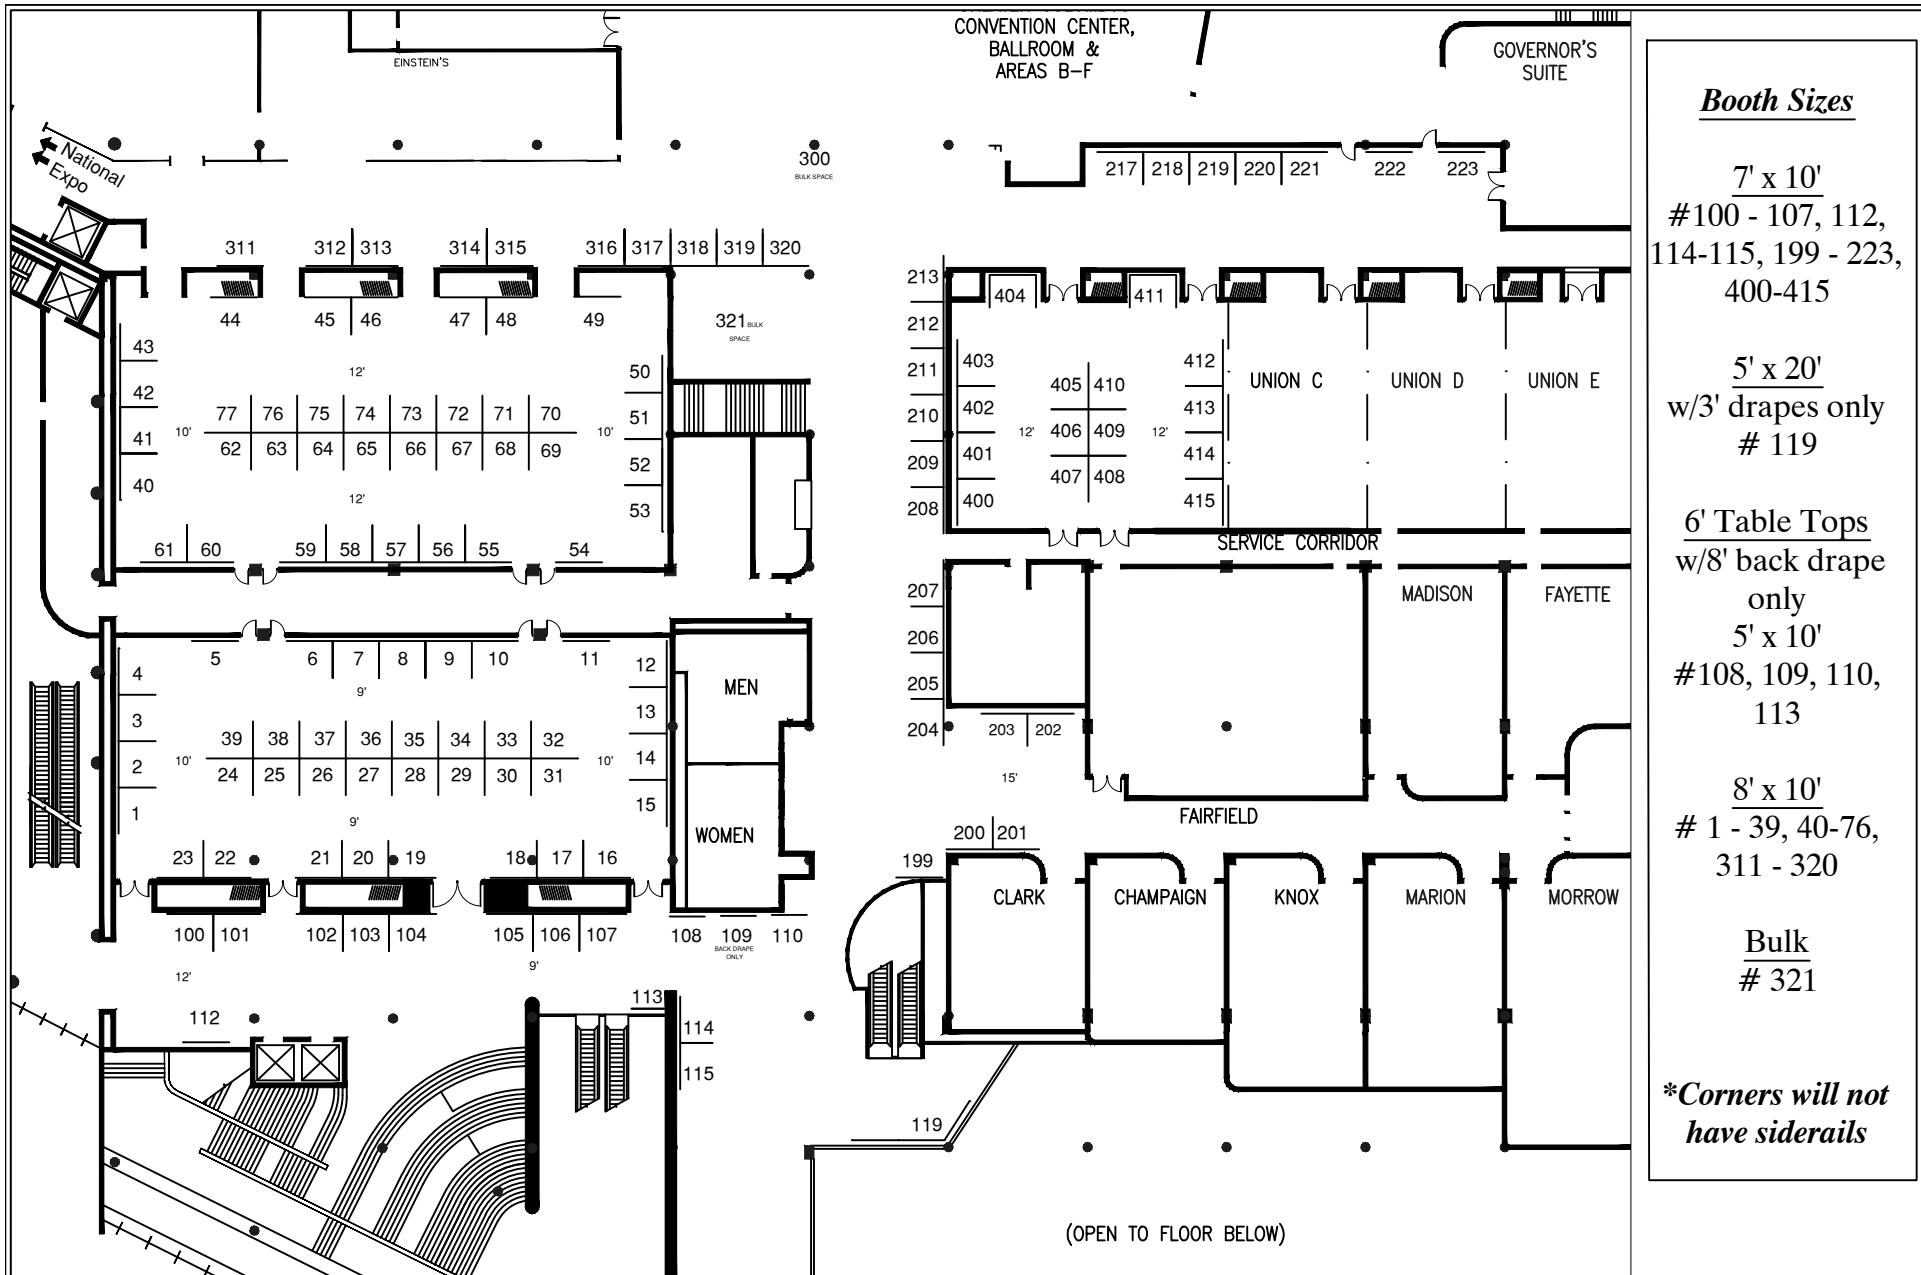 CONVENTION CENTER,
BALLROOM &
AREAS B-F
GOVERNOR'S
SUITE
EINSTEIN'S
National
Expo
300
BULK SPACE
217 218 219 220 221 222 223
311 312 313 314 315 316 317 318 319 320
213
404 411
44 45 46 47 48 49
321 BULK
SPACE
212
43
50
211
403
412
12'
405 410
UNION C UNION D UNION E
42
77 76 75 74 73 72 71 70
51
210
402
413
41
10'
10'
12'
406 409
12'
62 63 64 65 66 67 68 69
52
209
401
414
40
407 408
12'
53
208
400
415
61 60 59 58 57 56 55 54
SERVICE CORRIDOR
207
MADISON FAYETTE
206
5 6 7 8 9 10 11
12
4
9'
MEN
205
3
13
204
203 202
39 38 37 36 35 34 33 32
2
10'
10'
14
24 25 26 27 28 29 30 31
15'
1
15
9'
FAIRFIELD
WOMEN
200 201
23 22 21 20 19 18 17 16
199
CLARK CHAMPAIGN KNOX MARION MORROW
100 101 102 103 104 105 106 107
108 109 110
BACK DRAPE
ONLY
12'
9'
113
112
114
115
119
(OPEN TO FLOOR BELOW)
Booth Sizes
7' x 10'
#100 - 107, 112,
114-115, 199 - 223,
400-415
5' x 20'
w/3' drapes only
# 119
6' Table Tops
w/8' back drape
only
5' x 10'
#108, 109, 110,
113
8' x 10'
# 1 - 39, 40-76,
311 - 320
Bulk
# 321
*Corners will not
have siderails